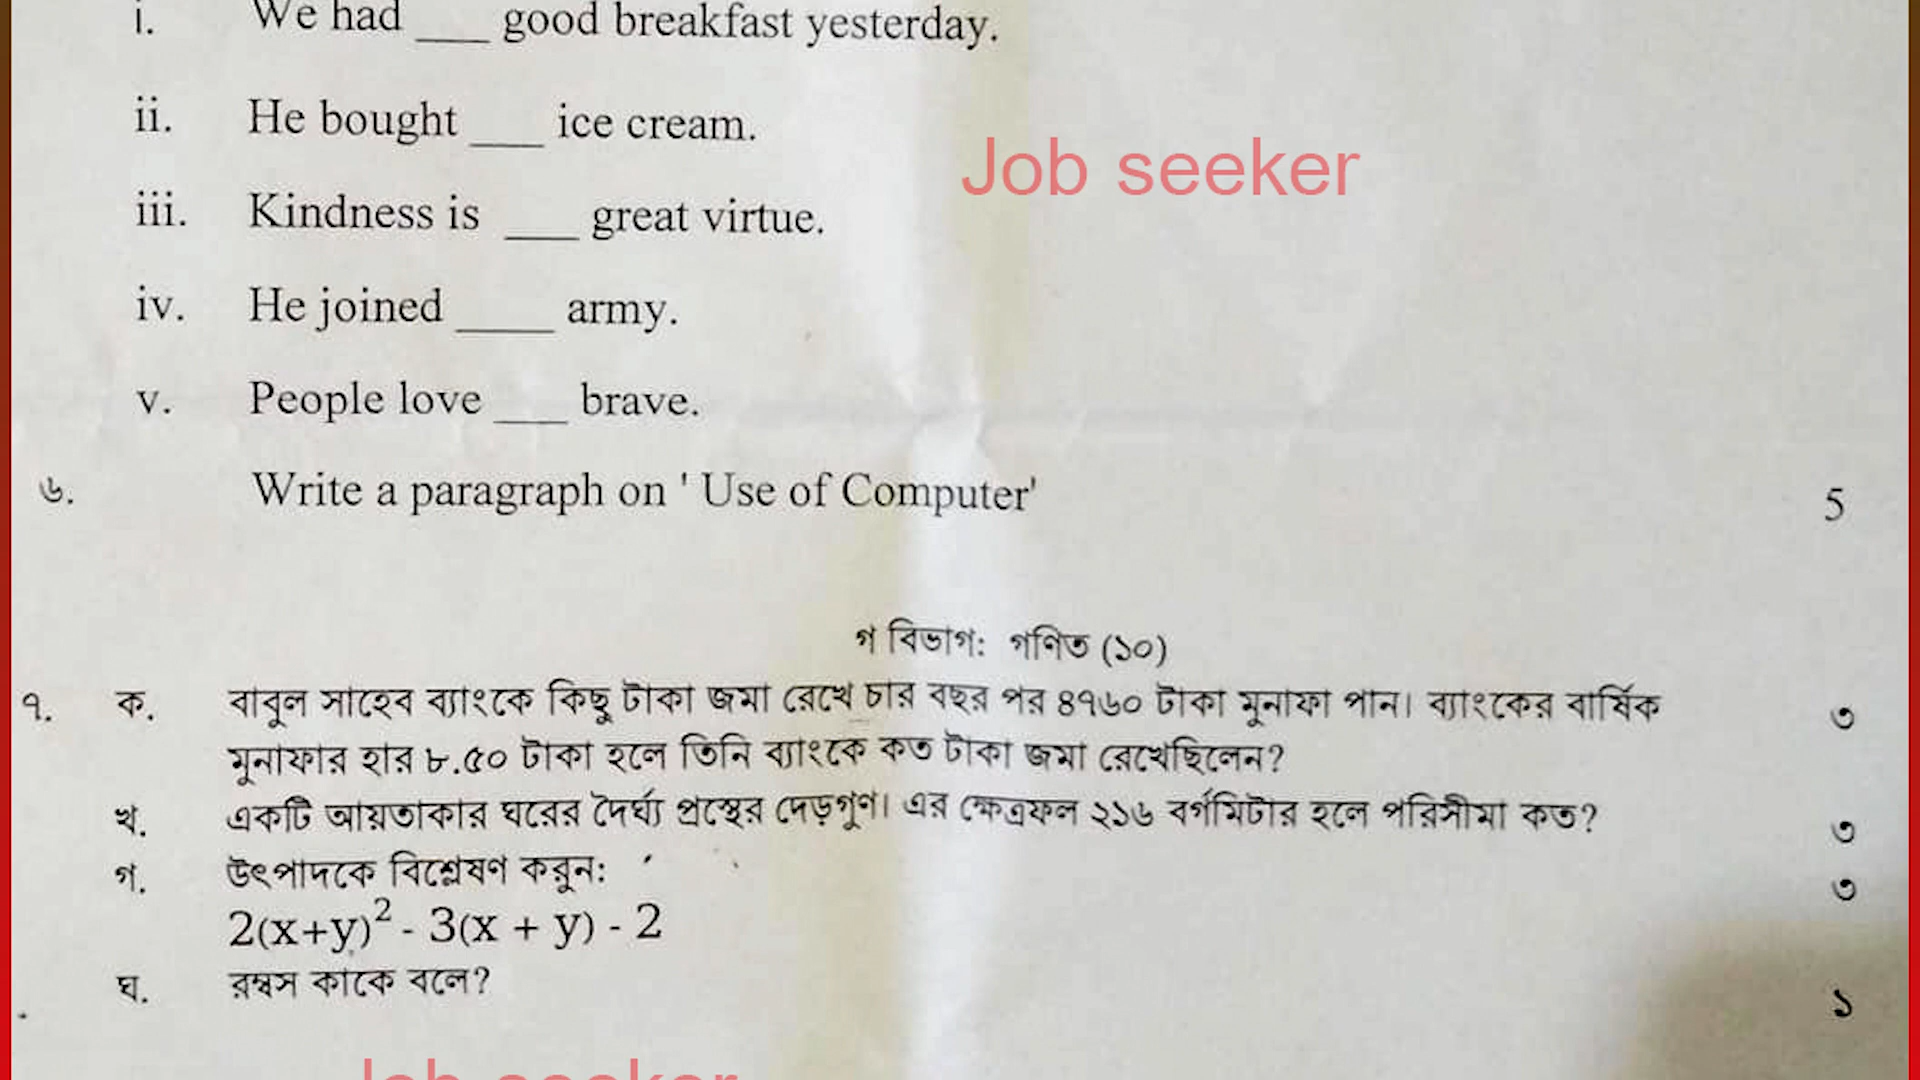 i. We had ___ good breakfast yesterday.
ii. He bought ___ ice cream.
Job seeker
iii. Kindness is ___ great virtue.
iv. He joined ____ army.
v. People love ___ brave.
৬. Write a paragraph on ' Use of Computer' 5
গ বিভাগ: গণিত (১০)
৭. ক. বাবুল সাহেব ব্যাংকে কিছু টাকা জমা রেখে চার বছর পর ৪৭৬০ টাকা মুনাফা পান। ব্যাংকের বার্ষিক ৩
মুনাফার হার ৮.৫০ টাকা হলে তিনি ব্যাংকে কত টাকা জমা রেখেছিলেন?
খ. একটি আয়তাকার ঘরের দৈর্ঘ্য প্রস্থের দেড়গুণ। এর ক্ষেত্রফল ২১৬ বর্গমিটার হলে পরিসীমা কত? ৩
গ. উৎপাদকে বিশ্লেষণ করুন: ৩
2(x+y)² - 3(x + y) - 2
ঘ. রম্বস কাকে বলে? ১
Job seeker